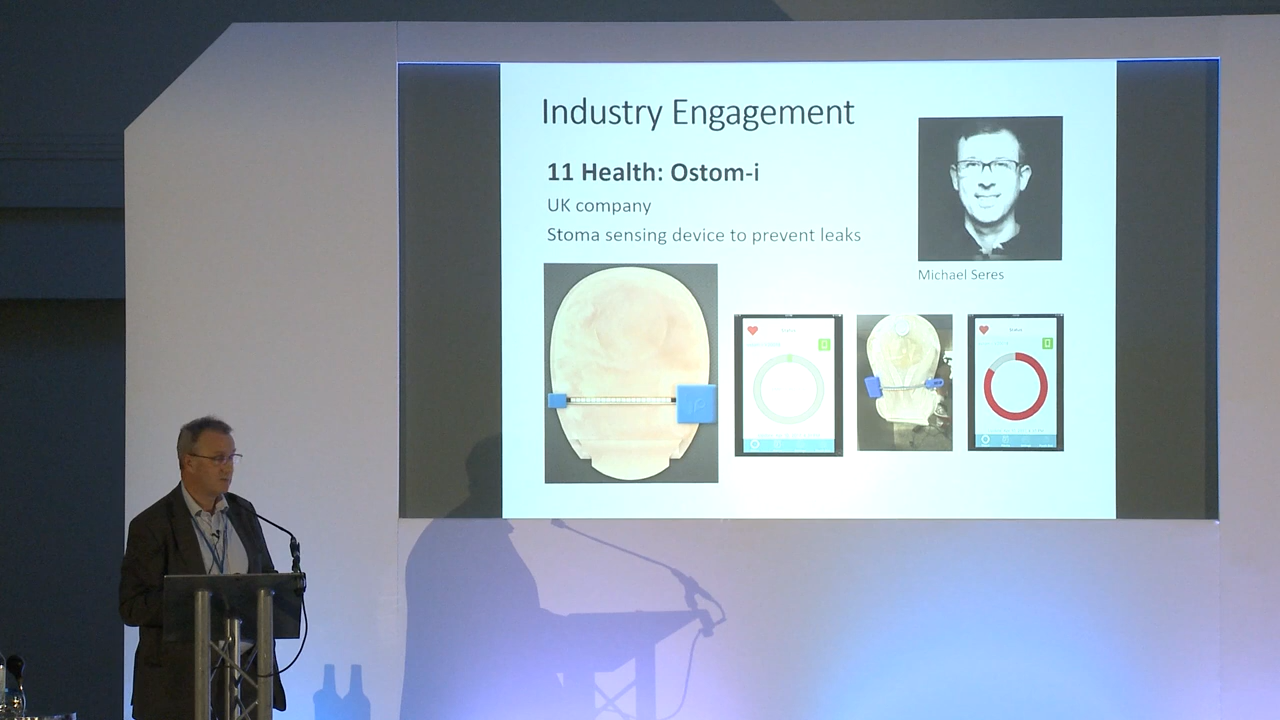 Industry Engagement
11 Health: Ostom-i
UK company
Stoma sensing device to prevent leaks
Michael Seres